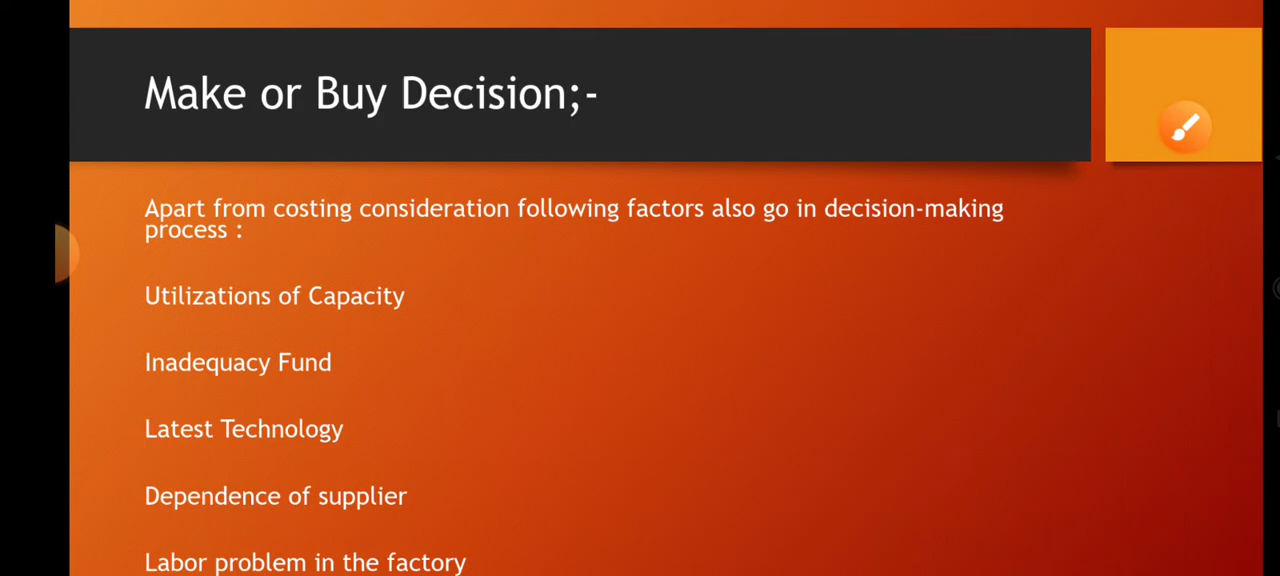 Make or Buy Decision;-
Apart from costing consideration following factors also go in decision-making
process :
Utilizations of Capacity
Inadequacy Fund
Latest Technology
Dependence of supplier
Labor problem in the factory